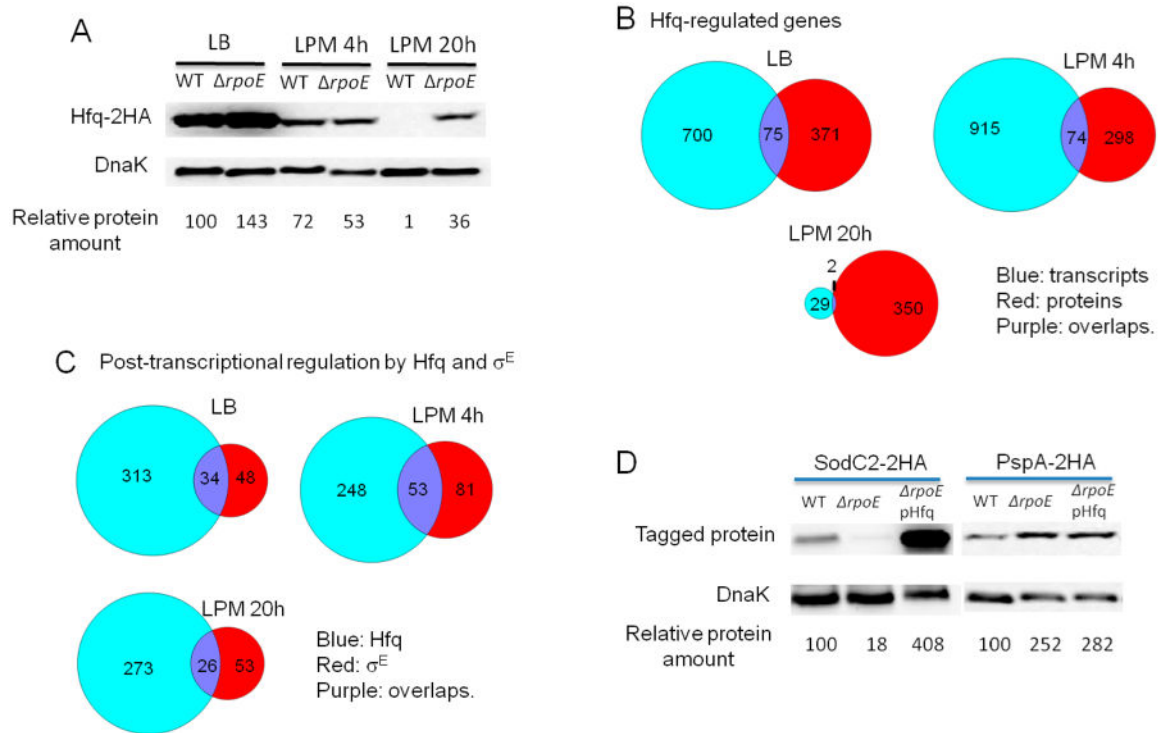 A
LB LPM 4h LPM 20h
WT ΔrpoE WT ΔrpoE WT ΔrpoE
Hfq-2HA
DnaK
Relative protein
amount
100 143 72 53 1 36
B Hfq-regulated genes
LB
700 75 371
LPM 4h
915 74 298
LPM 20h
2
29 350
Blue: transcripts
Red: proteins
Purple: overlaps.
C Post-transcriptional regulation by Hfq and σᴱ
LB
313 34 48
LPM 4h
248 53 81
LPM 20h
273 26 53
Blue: Hfq
Red: σᴱ
Purple: overlaps.
D
SodC2-2HA PspA-2HA
WT ΔrpoE ΔrpoE
pHfq
WT ΔrpoE ΔrpoE
pHfq
Tagged protein
DnaK
Relative protein
amount
100 18 408 100 252 282